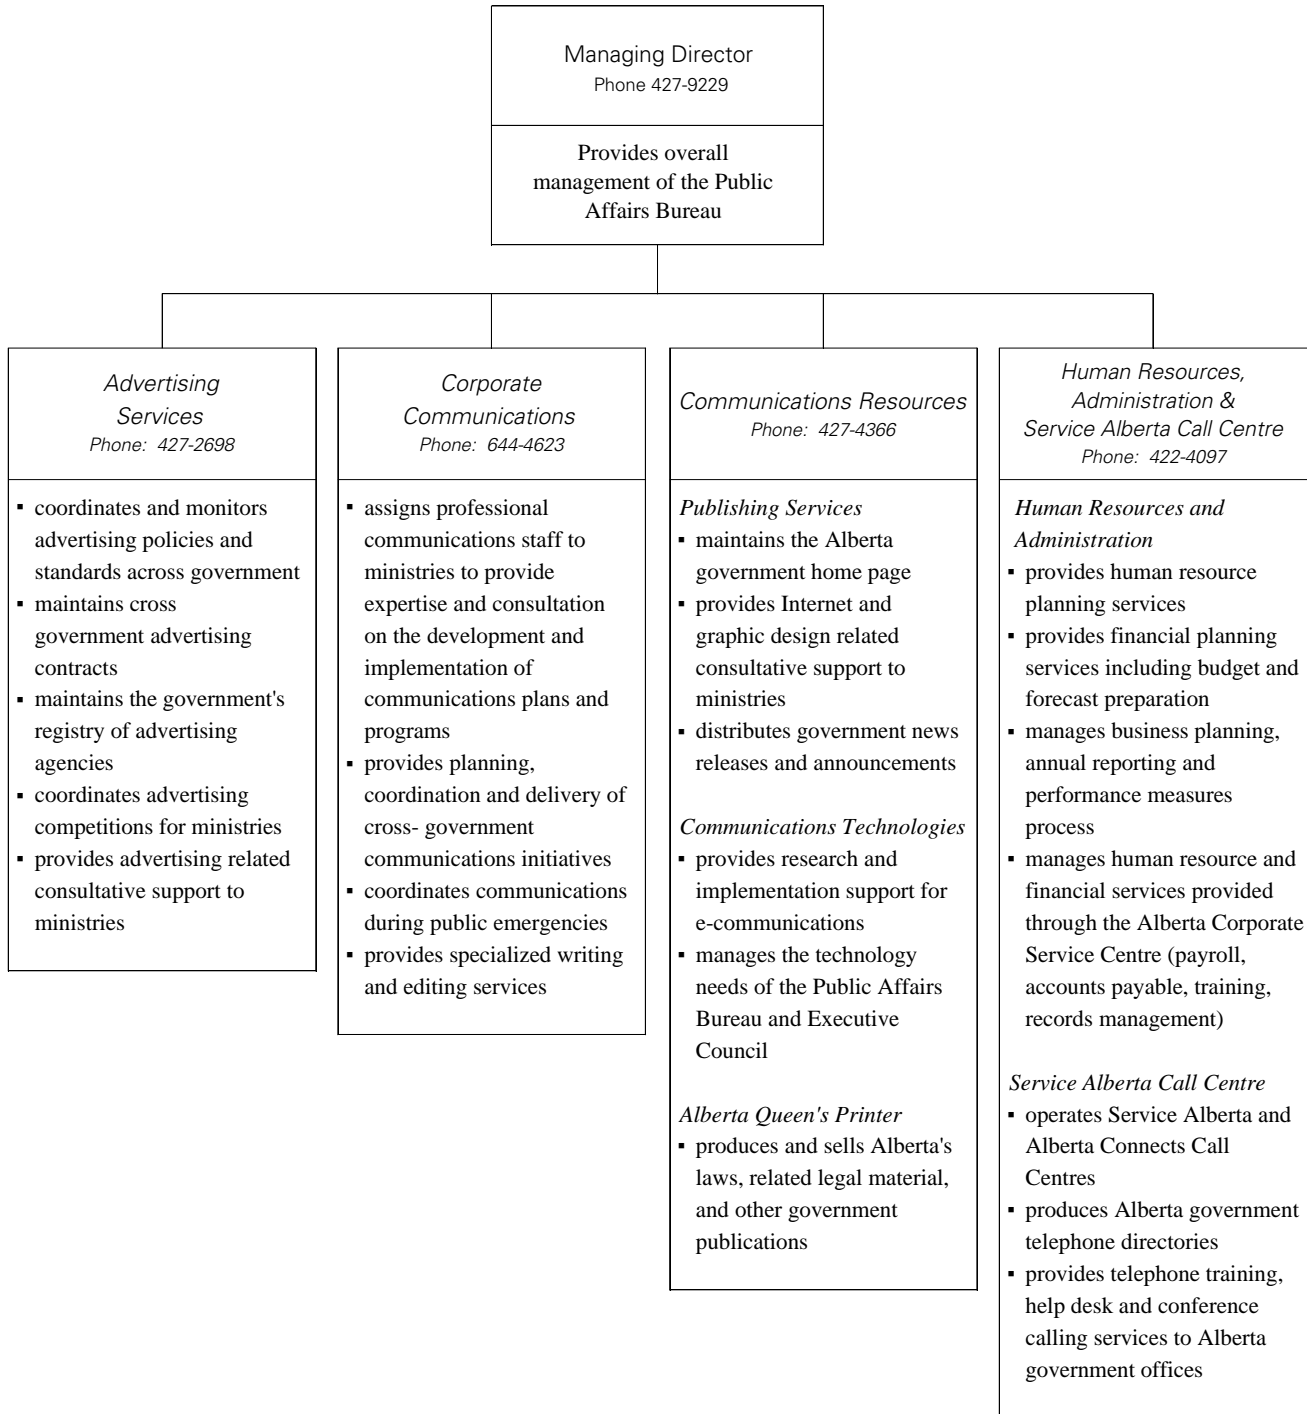 Managing Director
Phone 427-9229
Provides overall
management of the Public
Affairs Bureau
Advertising
Services
Phone: 427-2698
▪ coordinates and monitors
advertising policies and
standards across government
▪ maintains cross
government advertising
contracts
▪ maintains the government's
registry of advertising
agencies
▪ coordinates advertising
competitions for ministries
▪ provides advertising related
consultative support to
ministries
Corporate
Communications
Phone: 644-4623
▪ assigns professional
communications staff to
ministries to provide
expertise and consultation
on the development and
implementation of
communications plans and
programs
▪ provides planning,
coordination and delivery of
cross- government
communications initiatives
▪ coordinates communications
during public emergencies
▪ provides specialized writing
and editing services
Communications Resources
Phone: 427-4366
Publishing Services
▪ maintains the Alberta
government home page
▪ provides Internet and
graphic design related
consultative support to
ministries
▪ distributes government news
releases and announcements
Communications Technologies
▪ provides research and
implementation support for
e-communications
▪ manages the technology
needs of the Public Affairs
Bureau and Executive
Council
Alberta Queen's Printer
▪ produces and sells Alberta's
laws, related legal material,
and other government
publications
Human Resources,
Administration &
Service Alberta Call Centre
Phone: 422-4097
Human Resources and
Administration
▪ provides human resource
planning services
▪ provides financial planning
services including budget and
forecast preparation
▪ manages business planning,
annual reporting and
performance measures
process
▪ manages human resource and
financial services provided
through the Alberta Corporate
Service Centre (payroll,
accounts payable, training,
records management)
Service Alberta Call Centre
▪ operates Service Alberta and
Alberta Connects Call
Centres
▪ produces Alberta government
telephone directories
▪ provides telephone training,
help desk and conference
calling services to Alberta
government offices